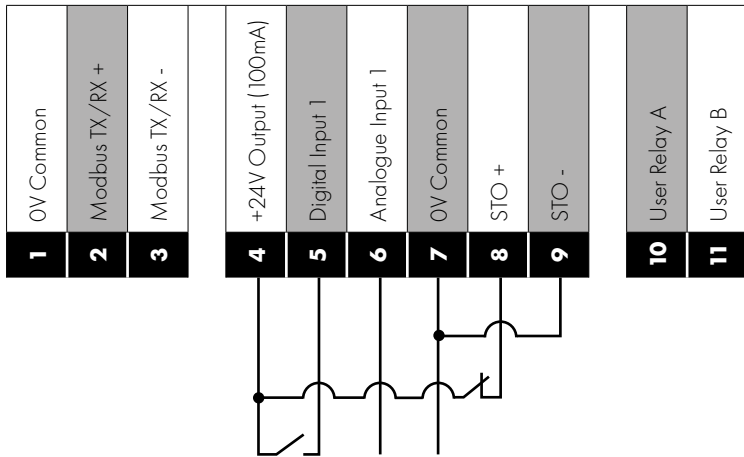 0V Common
Modbus TX/RX +
Modbus TX/RX -
+24V Output (100mA)
Digital Input 1
Analogue Input 1
0V Common
STO +
STO -
User Relay A
User Relay B
1
2
3
4
5
6
7
8
9
10
11